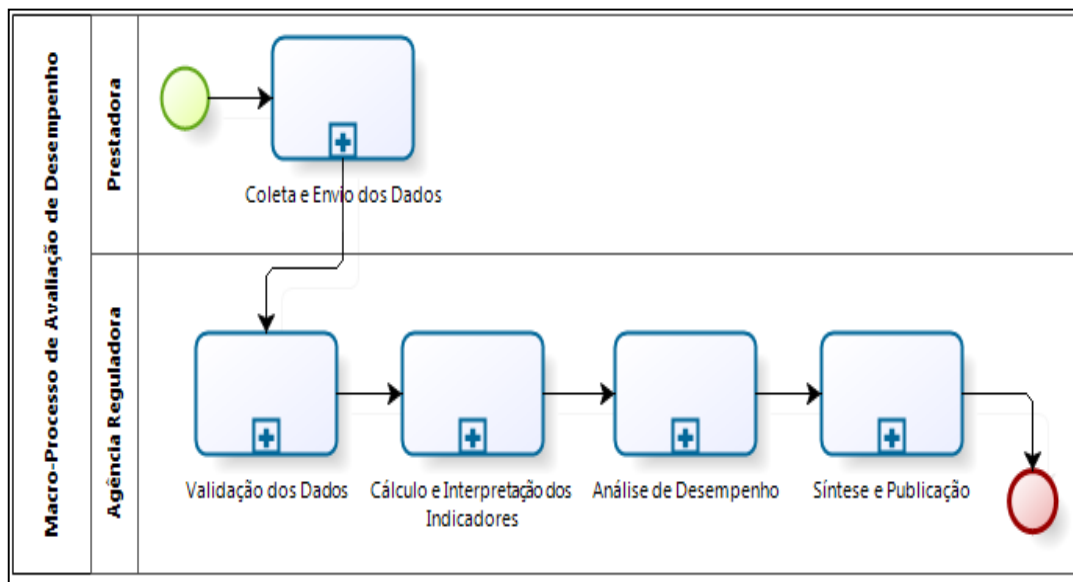 Macro-Processo de Avaliação de Desempenho
Prestadora
Coleta e Envio dos Dados
Agência Reguladora
Validação dos Dados
Cálculo e Interpretação dos
Indicadores
Análise de Desempenho
Síntese e Publicação